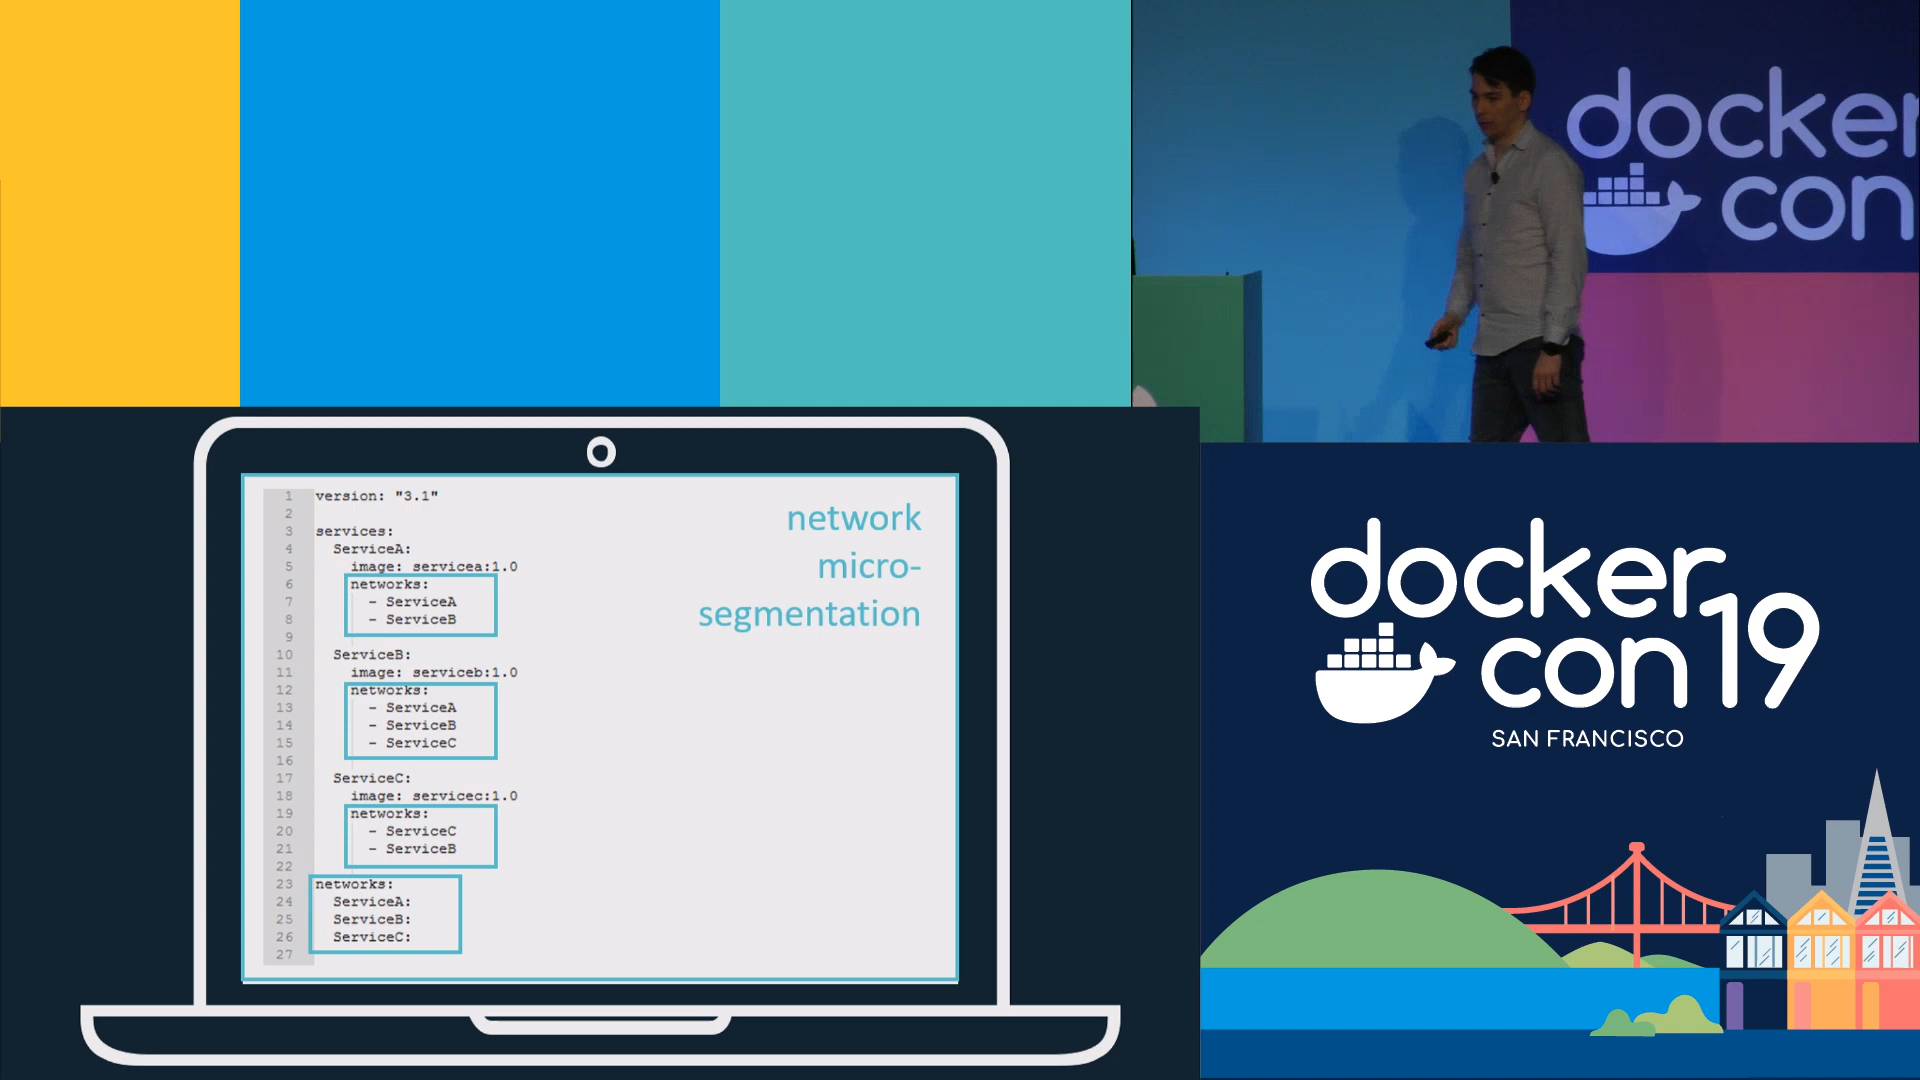 docker
con
1 version: "3.1"
2
3 services:
4 ServiceA:
5 image: servicea:1.0
6 networks:
7 - ServiceA
8 - ServiceB
9
10 ServiceB:
11 image: serviceb:1.0
12 networks:
13 - ServiceA
14 - ServiceB
15 - ServiceC
16
17 ServiceC:
18 image: servicec:1.0
19 networks:
20 - ServiceC
21 - ServiceB
22
23 networks:
24 ServiceA:
25 ServiceB:
26 ServiceC:
27
network
micro-
segmentation
docker
con19
SAN FRANCISCO